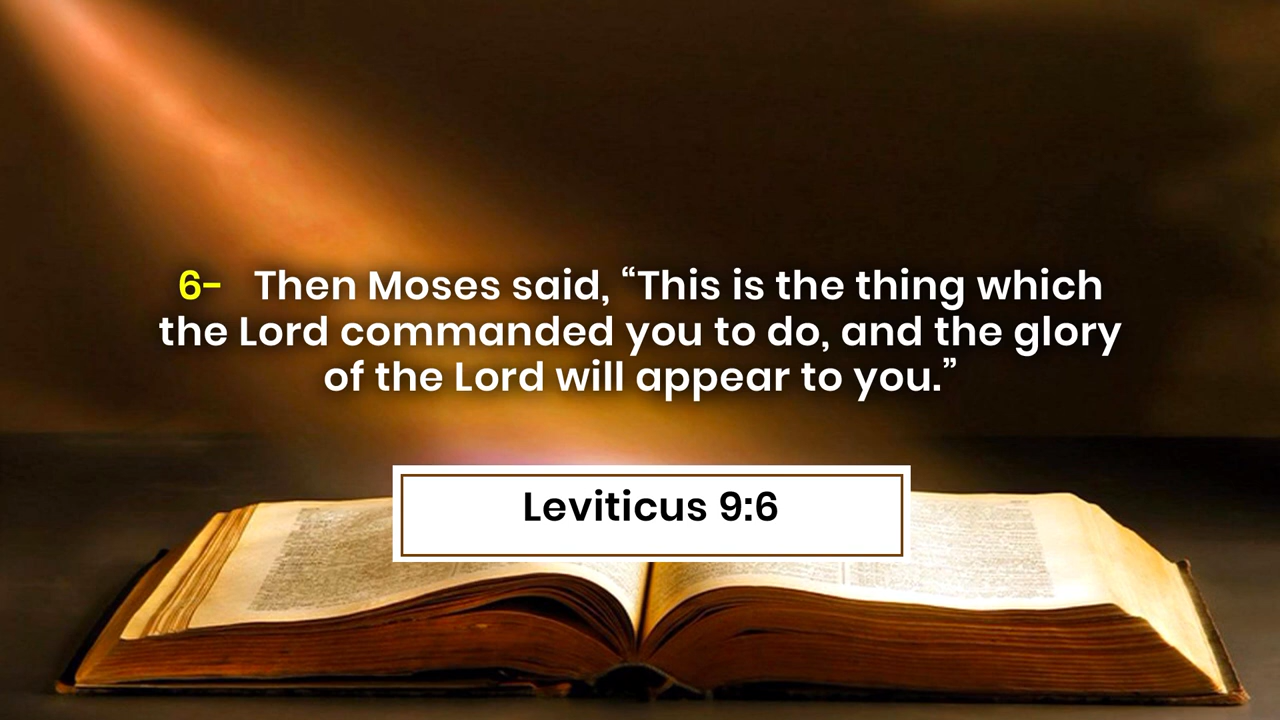 6- Then Moses said, “This is the thing which
the Lord commanded you to do, and the glory
of the Lord will appear to you.”
Leviticus 9:6